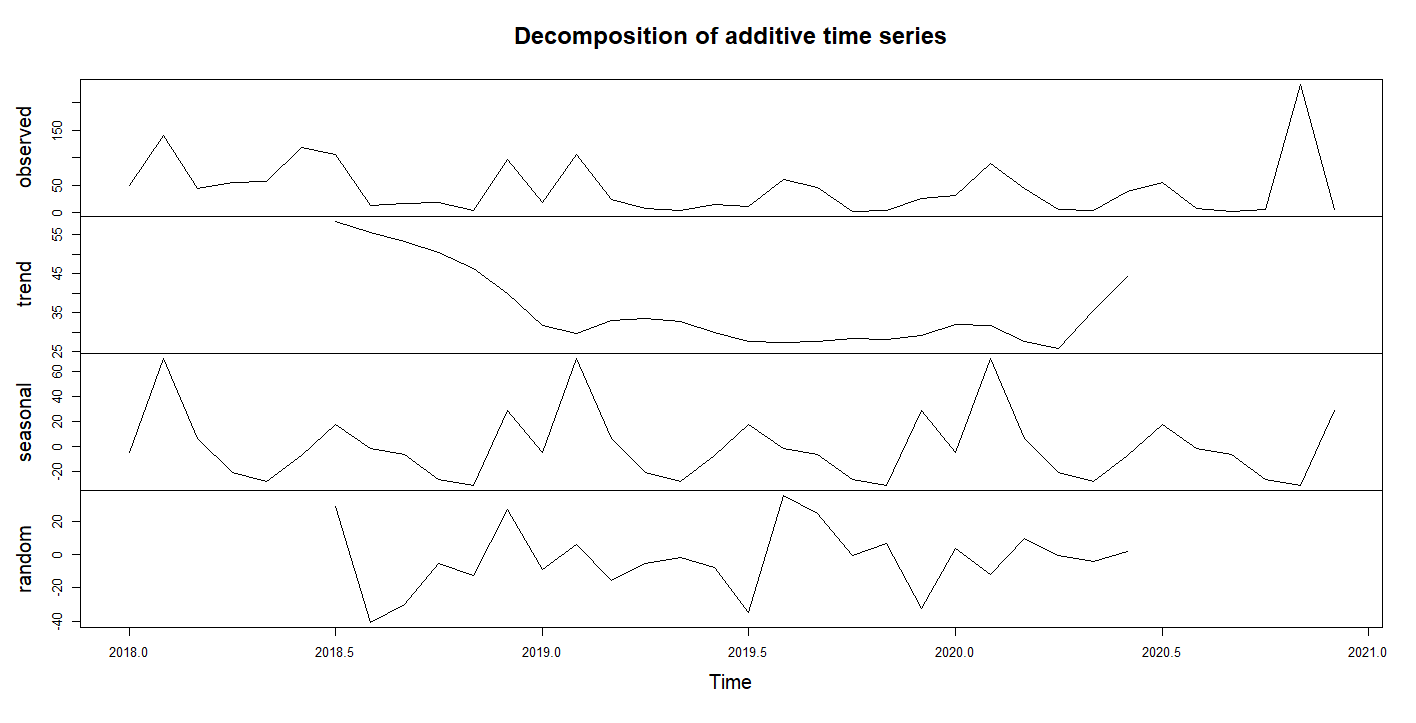 Decomposition of additive time series
observed
0 50 150
trend
25 35 45 55
seasonal
-20 0 20 40 60
random
-40 -20 0 20
2018.0 2018.5 2019.0 2019.5 2020.0 2020.5 2021.0
Time